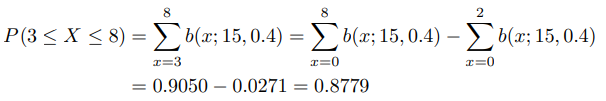 P(3 ≤ X ≤ 8) = ∑_{x=3}^{8} b(x; 15, 0.4) = ∑_{x=0}^{8} b(x; 15, 0.4) − ∑_{x=0}^{2} b(x; 15, 0.4)
= 0.9050 − 0.0271 = 0.8779